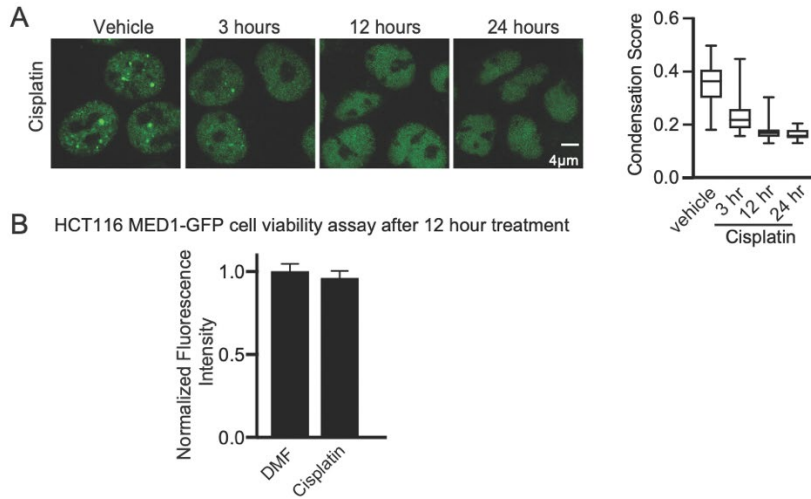 A
Vehicle
3 hours
12 hours
24 hours
Cisplatin
4µm
Condensation Score
0.6
0.4
0.2
0.0
vehicle
3 hr
12 hr
24 hr
Cisplatin
B HCT116 MED1-GFP cell viability assay after 12 hour treatment
Normalized Fluorescence
Intensity
1.0
0.5
0.0
DMF
Cisplatin